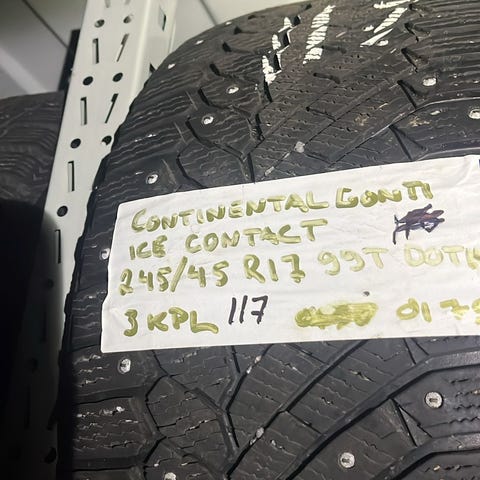 CONTINENTAL CONTI
ICE CONTACT
245/45 R17 99T DOT
3 KPL 117